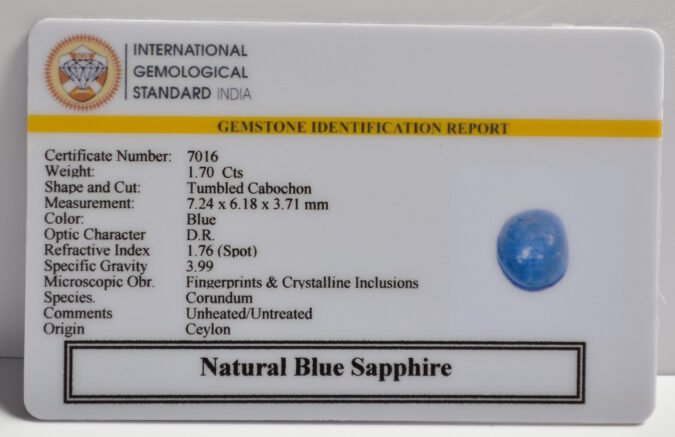 INTERNATIONAL
GEMOLOGICAL
STANDARD INDIA
GEMSTONE IDENTIFICATION REPORT
Certificate Number: 7016
Weight: 1.70 Cts
Shape and Cut: Tumbled Cabochon
Measurement: 7.24 x 6.18 x 3.71 mm
Color: Blue
Optic Character D.R.
Refractive Index 1.76 (Spot)
Specific Gravity 3.99
Microscopic Obr. Fingerprints & Crystalline Inclusions
Species. Corundum
Comments Unheated/Untreated
Origin Ceylon
Natural Blue Sapphire